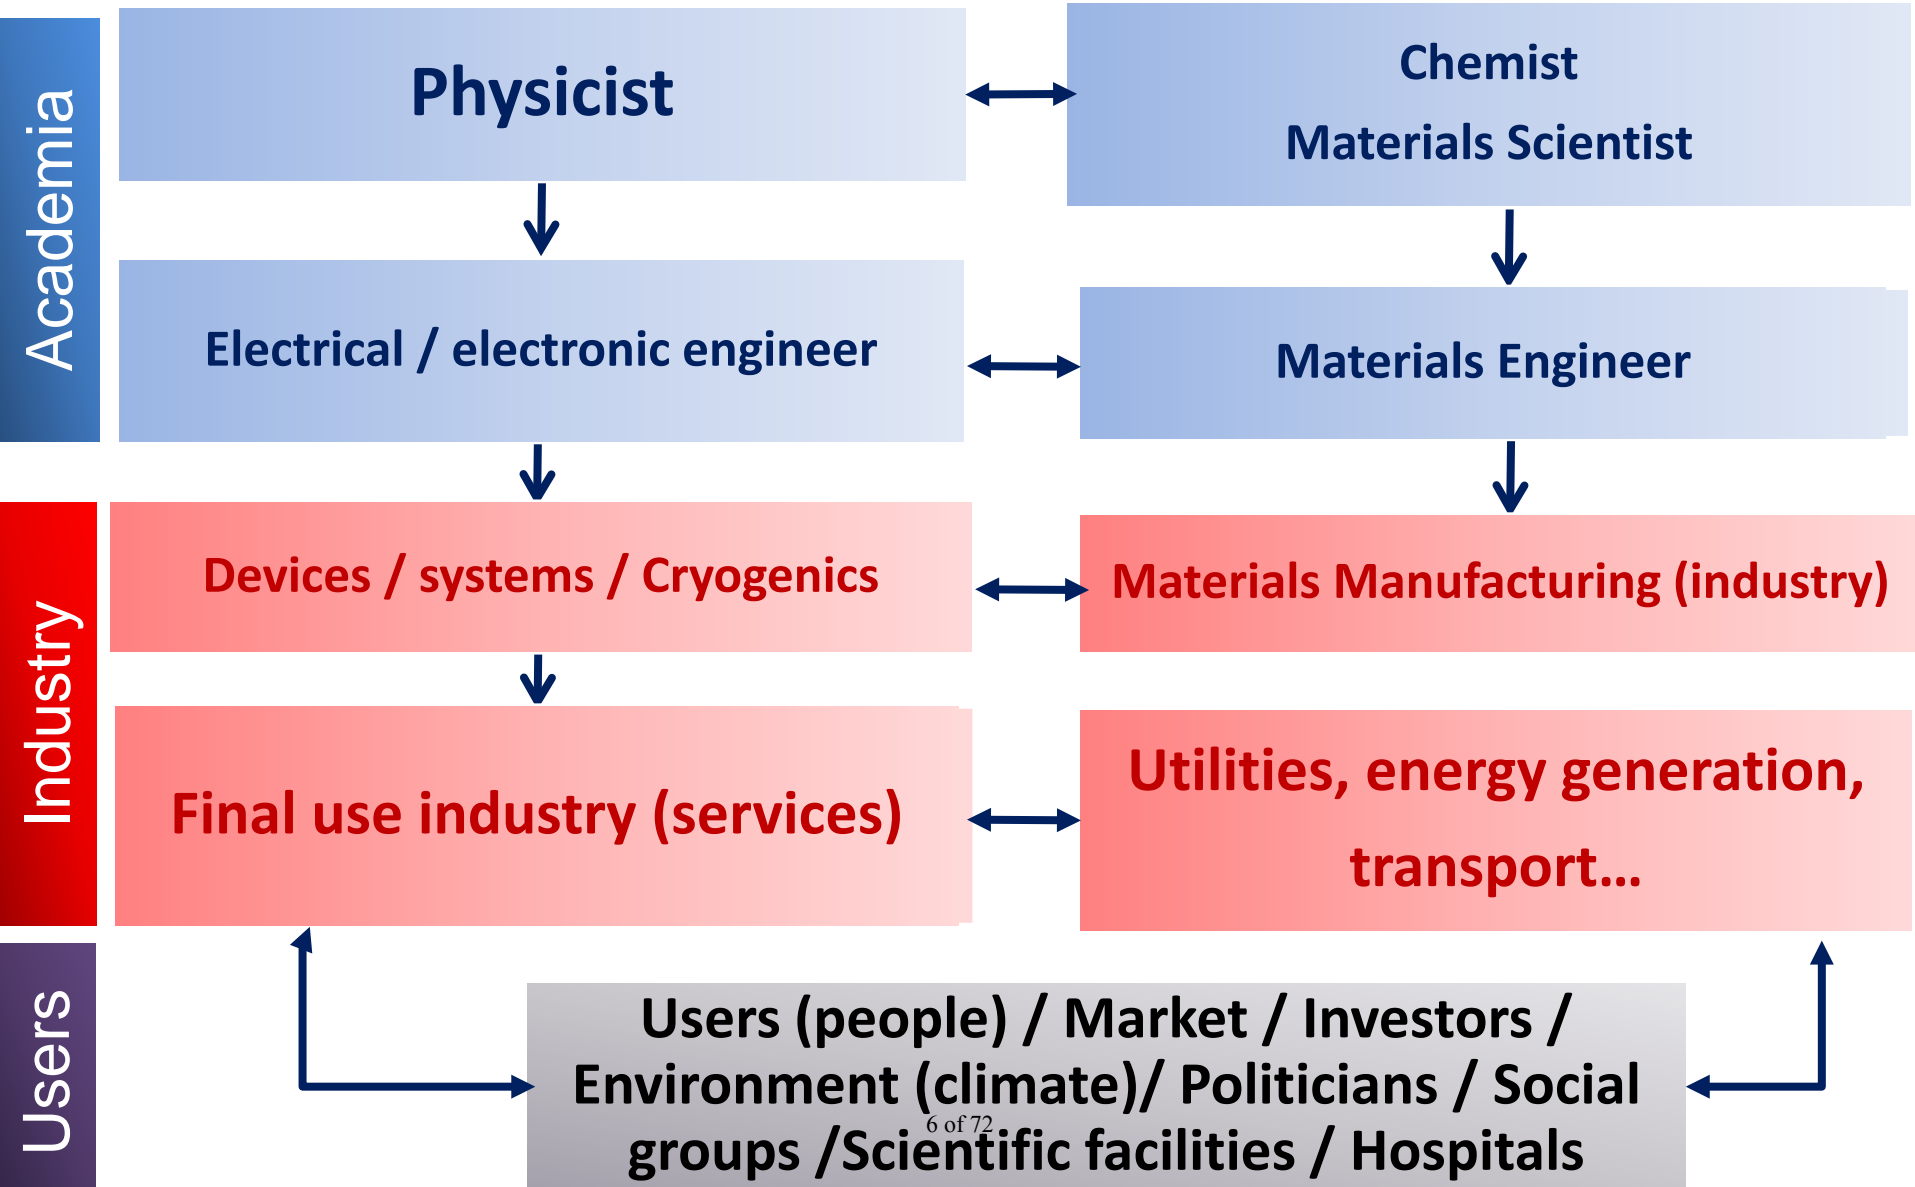 Academia
Physicist
Chemist
Materials Scientist
Electrical / electronic engineer
Materials Engineer
Industry
Devices / systems / Cryogenics
Materials Manufacturing (industry)
Final use industry (services)
Utilities, energy generation,
transport...
Users
Users (people) / Market / Investors /
Environment (climate)/ Politicians / Social
groups /Scientific facilities / Hospitals
6 of 72